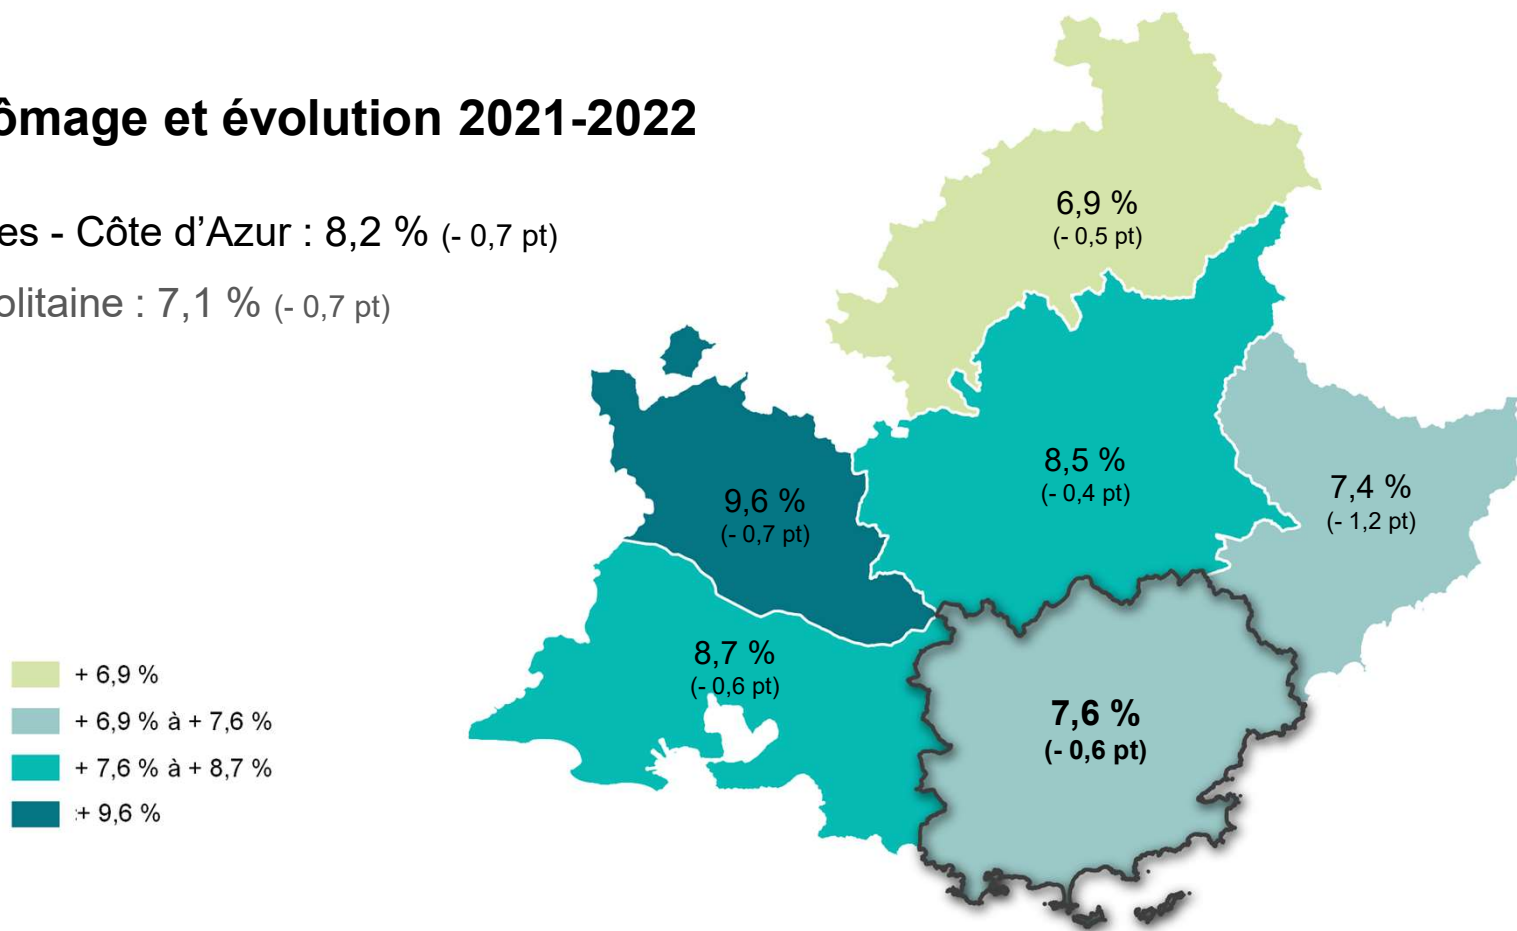 ômage et évolution 2021-2022
es - Côte d’Azur : 8,2 % (- 0,7 pt)
olitaine : 7,1 % (- 0,7 pt)
6,9 %
(- 0,5 pt)
8,5 %
(- 0,4 pt)
7,4 %
(- 1,2 pt)
9,6 %
(- 0,7 pt)
8,7 %
(- 0,6 pt)
7,6 %
(- 0,6 pt)
+ 6,9 %
+ 6,9 % à + 7,6 %
+ 7,6 % à + 8,7 %
+ 9,6 %